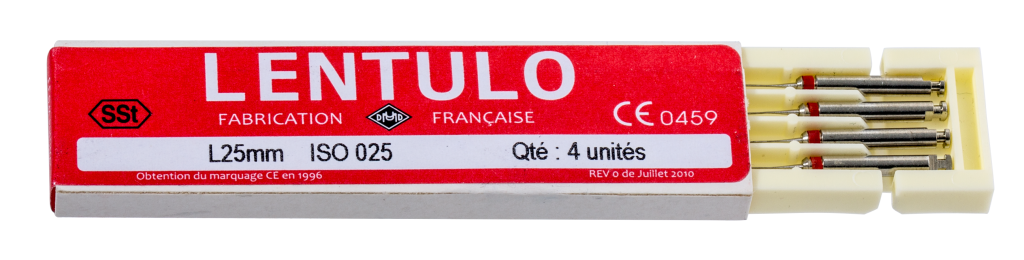 LENTULO
SSt
FABRICATION DMD FRANÇAISE
CE 0459
L25mm ISO 025 Qté : 4 unités
Obtention du marquage CE en 1996 REV 0 de Juillet 2010